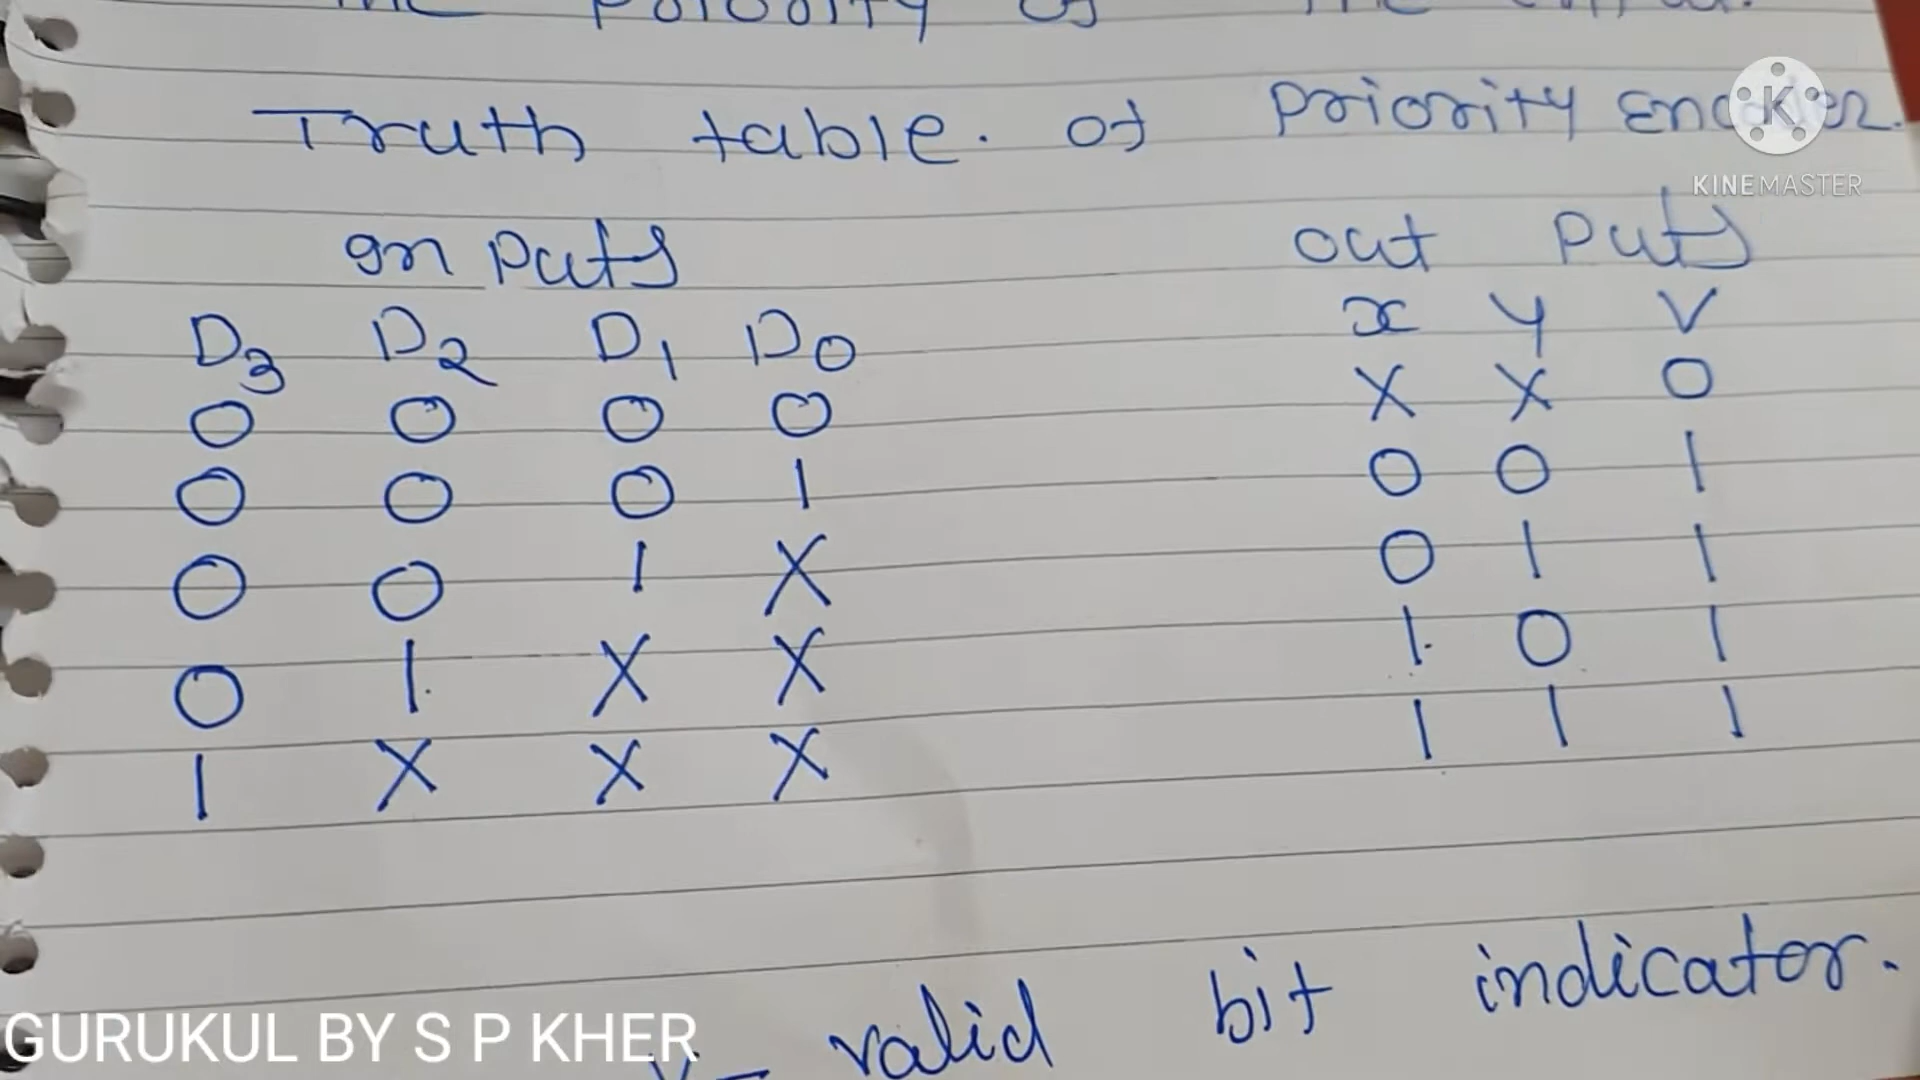 Truth table. of Priority Encoder.
KINEMASTER
Inputs Out Puts
D3 D2 D1 D0 x y V
0 0 0 0 X X 0
0 0 0 1 0 0 1
0 0 1 X 0 1 1
0 1 X X 1 0 1
1 X X X 1 1 1
V- valid bit indicator.
GURUKUL BY S P KHER